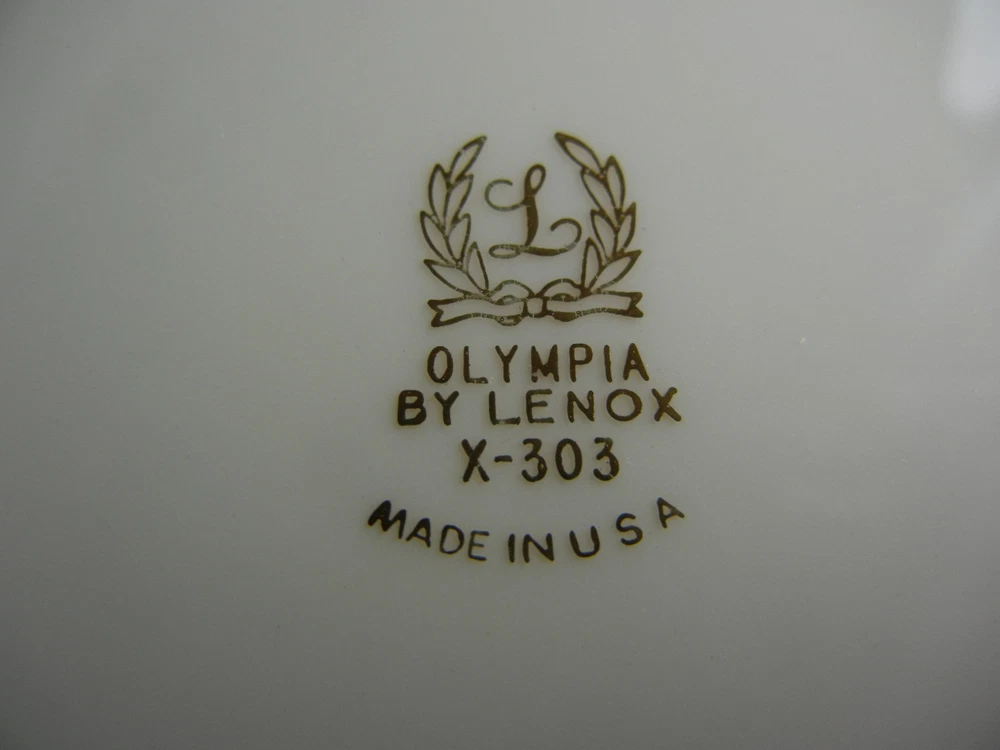 L
OLYMPIA
BY LENOX
X-303
MADE IN USA